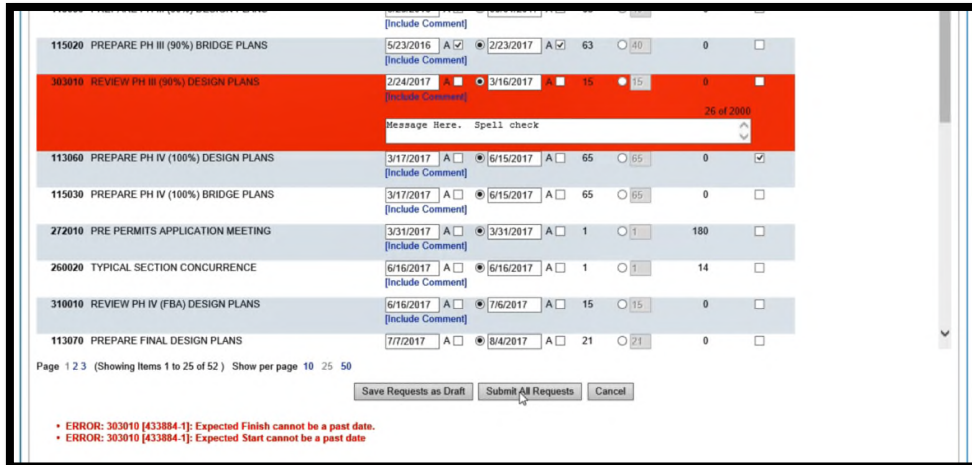 [Include Comment]
115020 PREPARE PH III (90%) BRIDGE PLANS 5/23/2016 A 2/23/2017 A 63 40 0
[Include Comment]
303010 REVIEW PH III (90%) DESIGN PLANS 2/24/2017 A 3/16/2017 A 15 15 0
[Include Comment]
26 of 2000
Message Here. Spell check
113060 PREPARE PH IV (100%) DESIGN PLANS 3/17/2017 A 6/15/2017 A 65 65 0
[Include Comment]
115030 PREPARE PH IV (100%) BRIDGE PLANS 3/17/2017 A 6/15/2017 A 65 65 0
[Include Comment]
272010 PRE PERMITS APPLICATION MEETING 3/31/2017 A 3/31/2017 A 1 1 180
[Include Comment]
260020 TYPICAL SECTION CONCURRENCE 6/16/2017 A 6/16/2017 A 1 1 14
[Include Comment]
310010 REVIEW PH IV (FBA) DESIGN PLANS 6/16/2017 A 7/6/2017 A 15 15 0
[Include Comment]
113070 PREPARE FINAL DESIGN PLANS 7/7/2017 A 8/4/2017 A 21 21 0
Page 1 2 3 (Showing Items 1 to 25 of 52 ) Show per page 10 25 50
Save Requests as Draft Submit All Requests Cancel
• ERROR: 303010 [433884-1]: Expected Finish cannot be a past date.
• ERROR: 303010 [433884-1]: Expected Start cannot be a past date